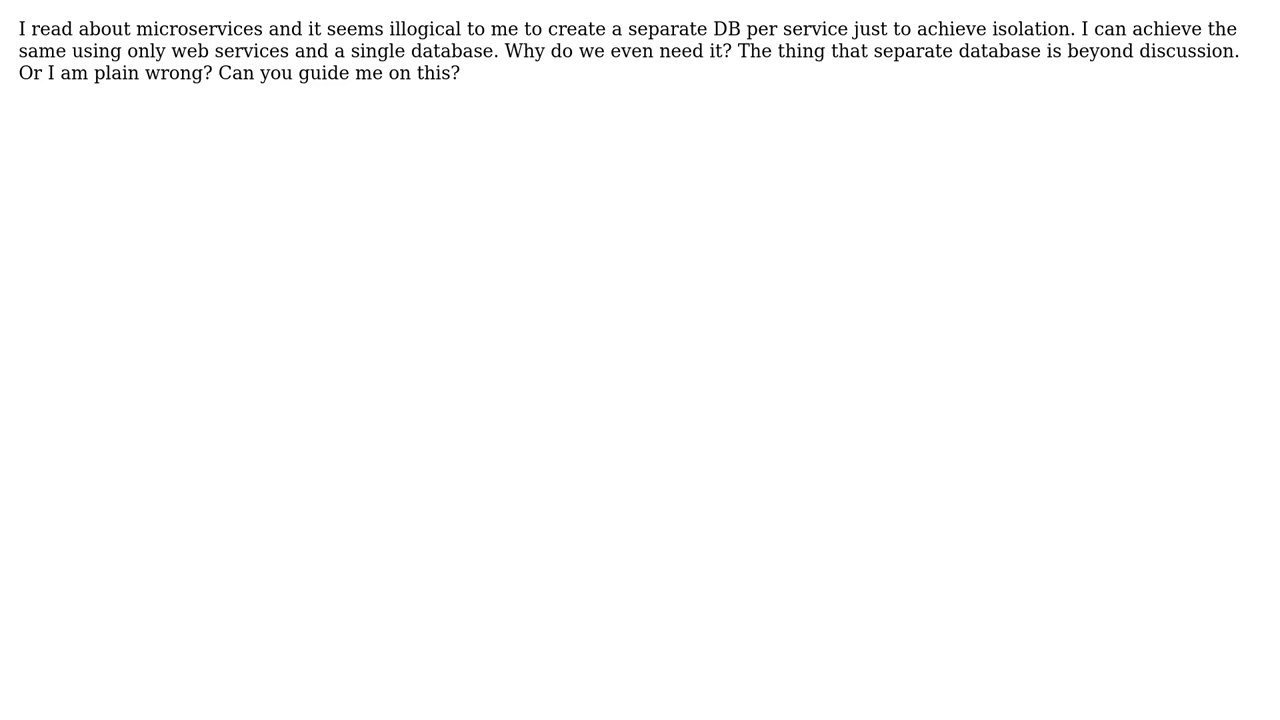 I read about microservices and it seems illogical to me to create a separate DB per service just to achieve isolation. I can achieve the
same using only web services and a single database. Why do we even need it? The thing that separate database is beyond discussion.
Or I am plain wrong? Can you guide me on this?